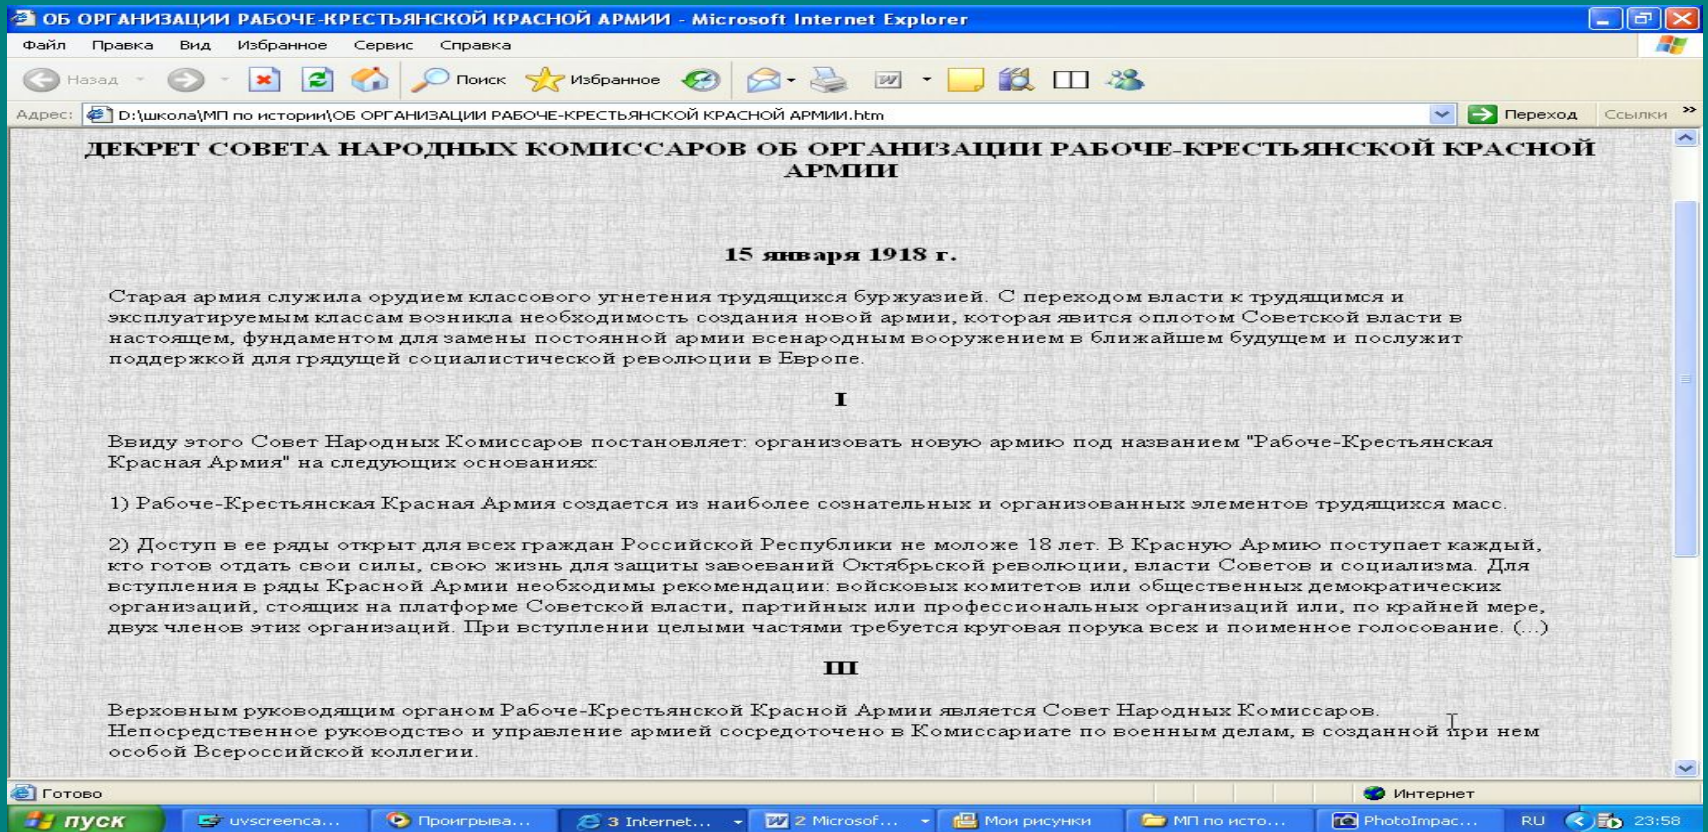 ОБ ОРГАНИЗАЦИИ РАБОЧЕ-КРЕСТЬЯНСКОЙ КРАСНОЙ АРМИИ - Microsoft Internet Explorer
Файл Правка Вид Избранное Сервис Справка
Назад Поиск Избранное
Адрес: D:\школа\МП по истории\ОБ ОРГАНИЗАЦИИ РАБОЧЕ-КРЕСТЬЯНСКОЙ КРАСНОЙ АРМИИ.htm Переход Ссылки »
ДЕКРЕТ СОВЕТА НАРОДНЫХ КОМИССАРОВ ОБ ОРГАНИЗАЦИИ РАБОЧЕ-КРЕСТЬЯНСКОЙ КРАСНОЙ
АРМИИ
15 января 1918 г.
Старая армия служила орудием классового угнетения трудящихся буржуазией. С переходом власти к трудящимся и
эксплуатируемым классам возникла необходимость создания новой армии, которая явится оплотом Советской власти в
настоящем, фундаментом для замены постоянной армии всенародным вооружением в ближайшем будущем и послужит
поддержкой для грядущей социалистической революции в Европе.
I
Ввиду этого Совет Народных Комиссаров постановляет: организовать новую армию под названием "Рабоче-Крестьянская
Красная Армия" на следующих основаниях:
1) Рабоче-Крестьянская Красная Армия создается из наиболее сознательных и организованных элементов трудящихся масс.
2) Доступ в ее ряды открыт для всех граждан Российской Республики не моложе 18 лет. В Красную Армию поступает каждый,
кто готов отдать свои силы, свою жизнь для защиты завоеваний Октябрьской революции, власти Советов и социализма. Для
вступления в ряды Красной Армии необходимы рекомендации: войсковых комитетов или общественных демократических
организаций, стоящих на платформе Советской власти, партийных или профессиональных организаций или, по крайней мере,
двух членов этих организаций. При вступлении целыми частями требуется круговая порука всех и поименное голосование. (...)
III
Верховным руководящим органом Рабоче-Крестьянской Красной Армии является Совет Народных Комиссаров.
Непосредственное руководство и управление армией сосредоточено в Комиссариате по военным делам, в созданной при нем
особой Всероссийской коллегии.
Готово Интернет
пуск uvscreenca... Проигрыва... 3 Internet... 2 Microsof... Мои рисунки МП по исто... PhotoImpac... RU 23:58